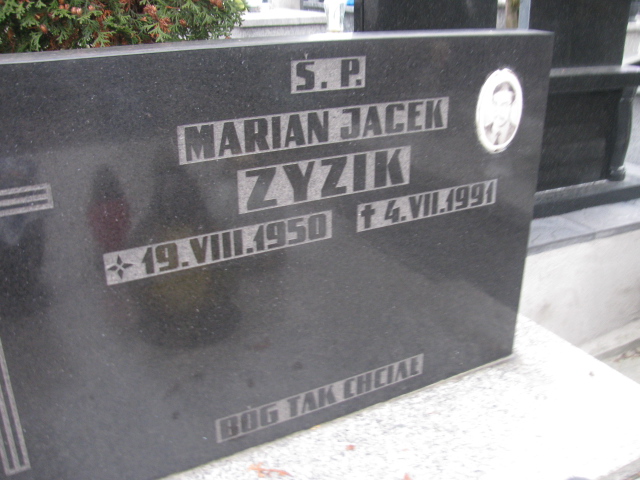 Ś. P.
MARIAN JACEK
ZYZIK
19.VIII.1950 † 4.VII.1991
BÓG TAK CHCIAŁ